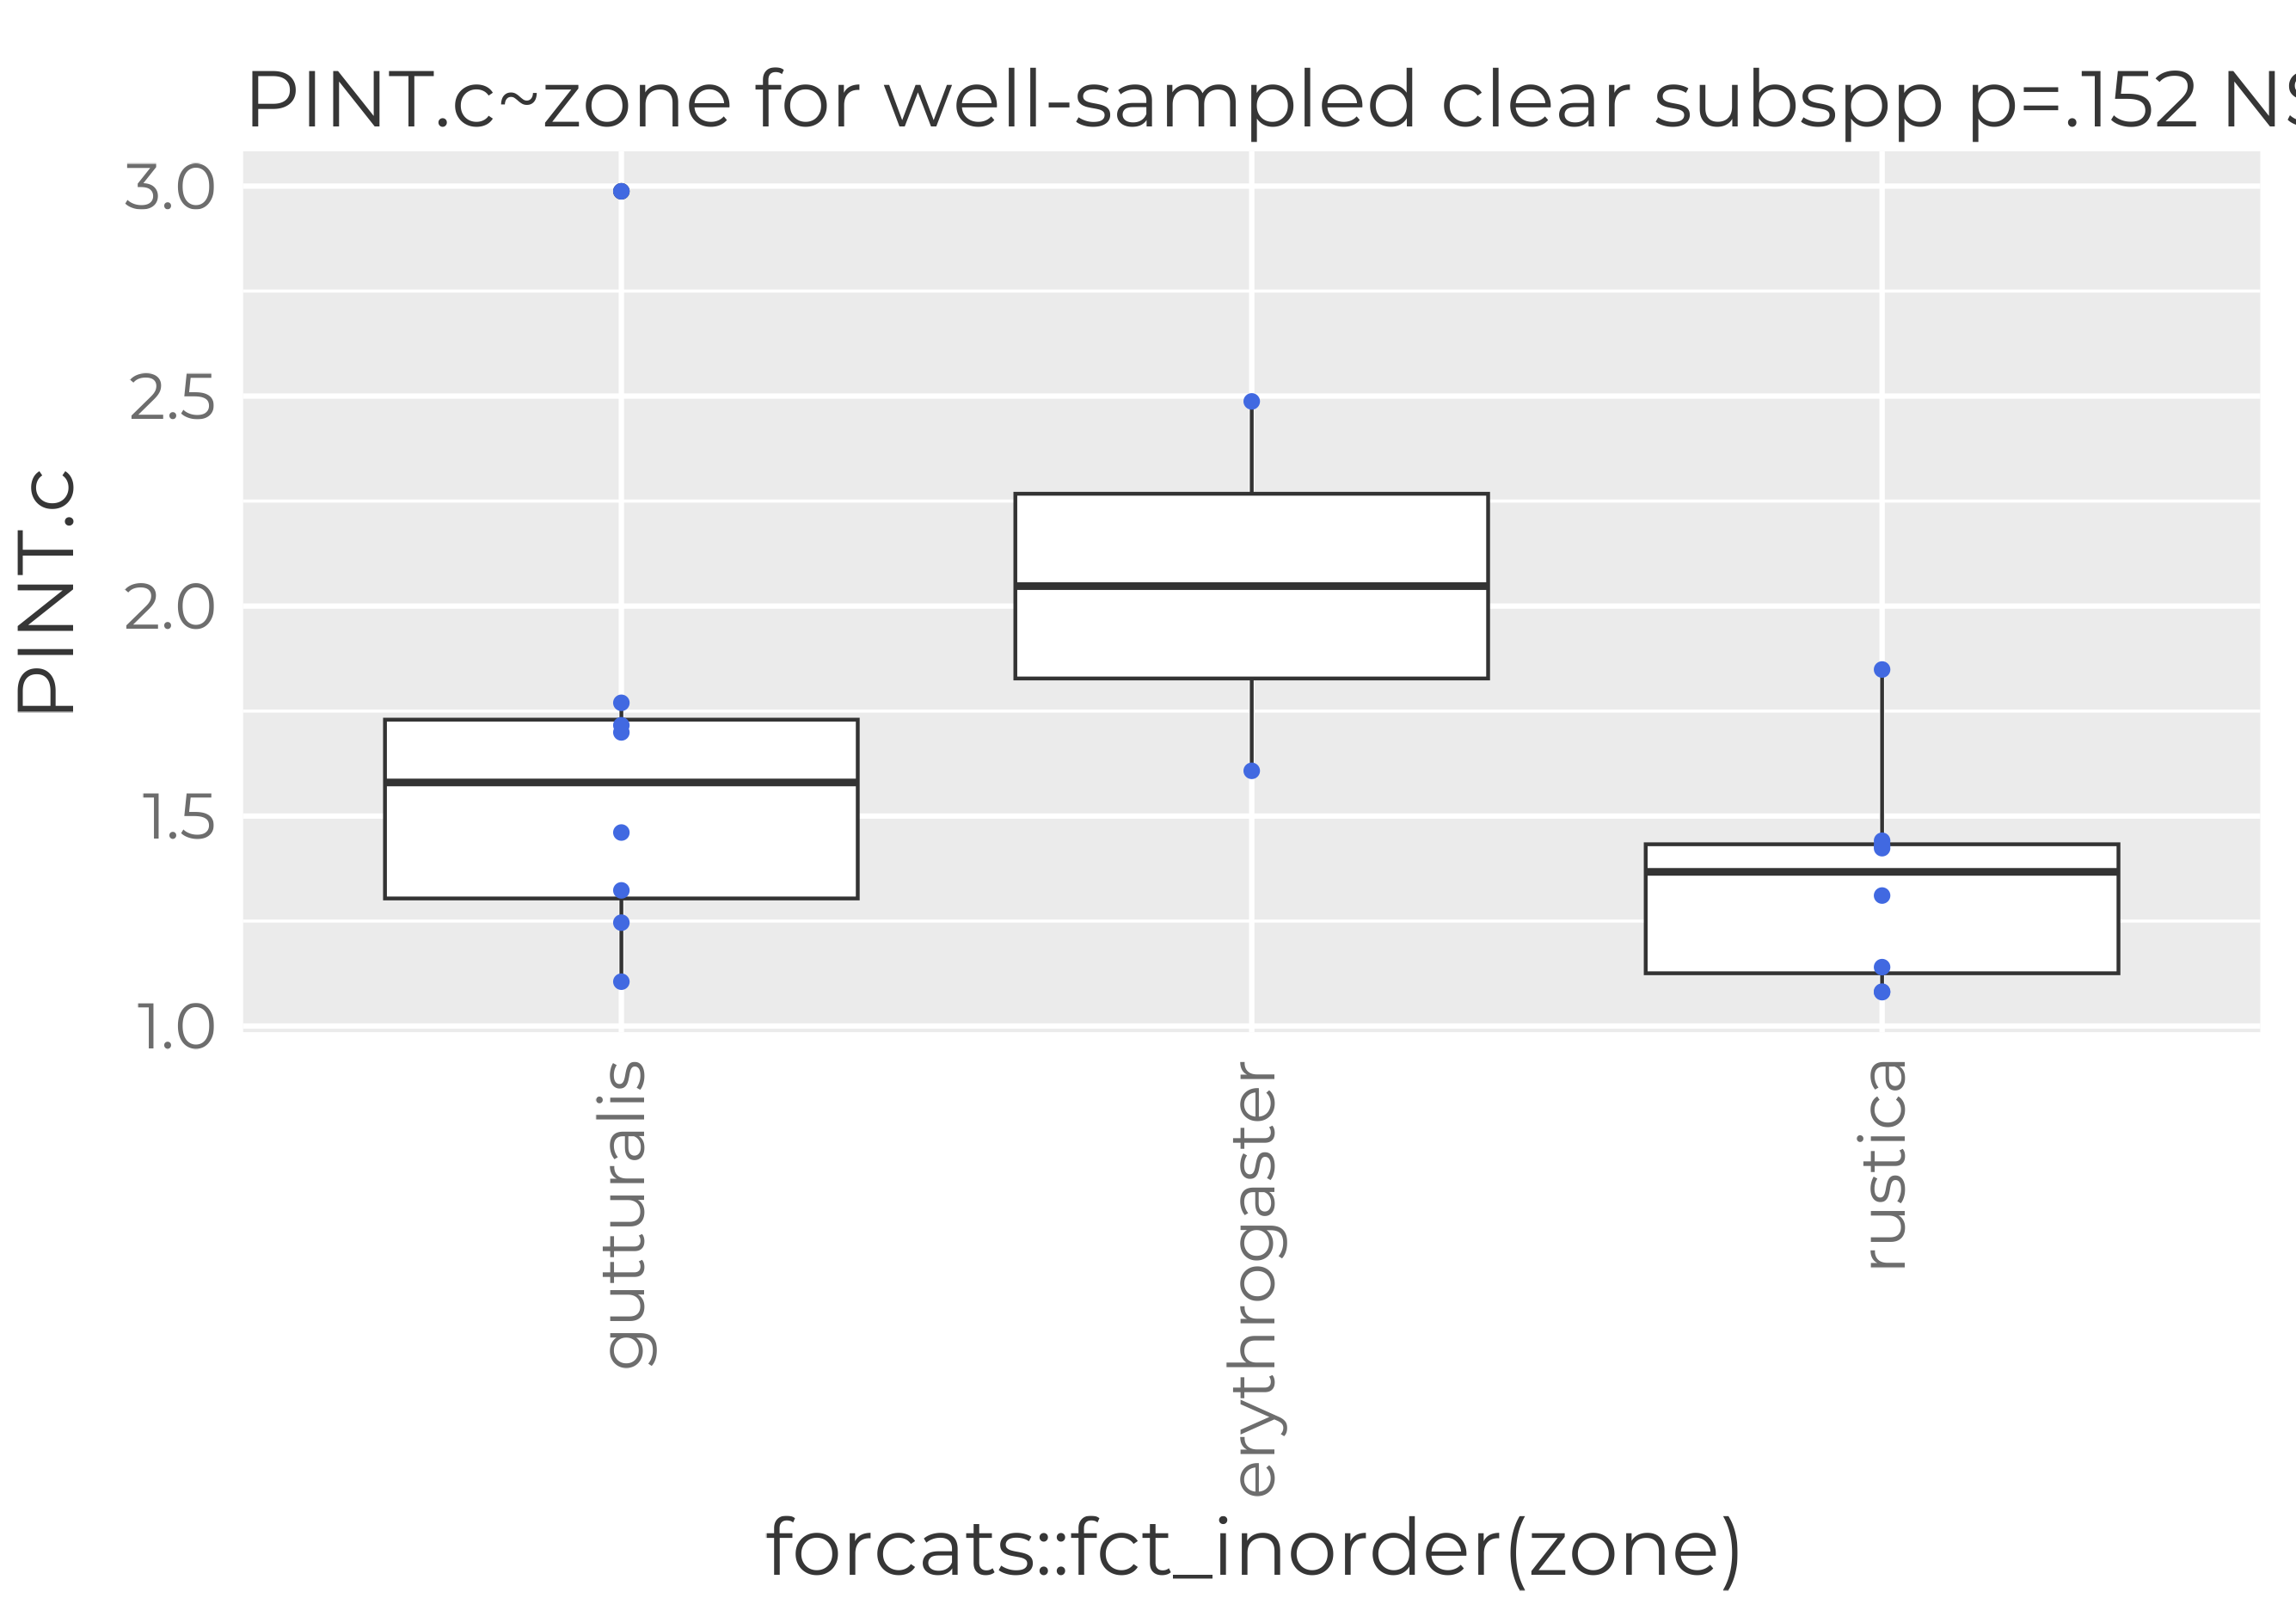 PINT.c~zone for well-sampled clear subspp p=.152 NS
3.0
2.5
2.0
1.5
1.0
PINT.c
gutturalis
erythrogaster
rustica
forcats::fct_inorder(zone)